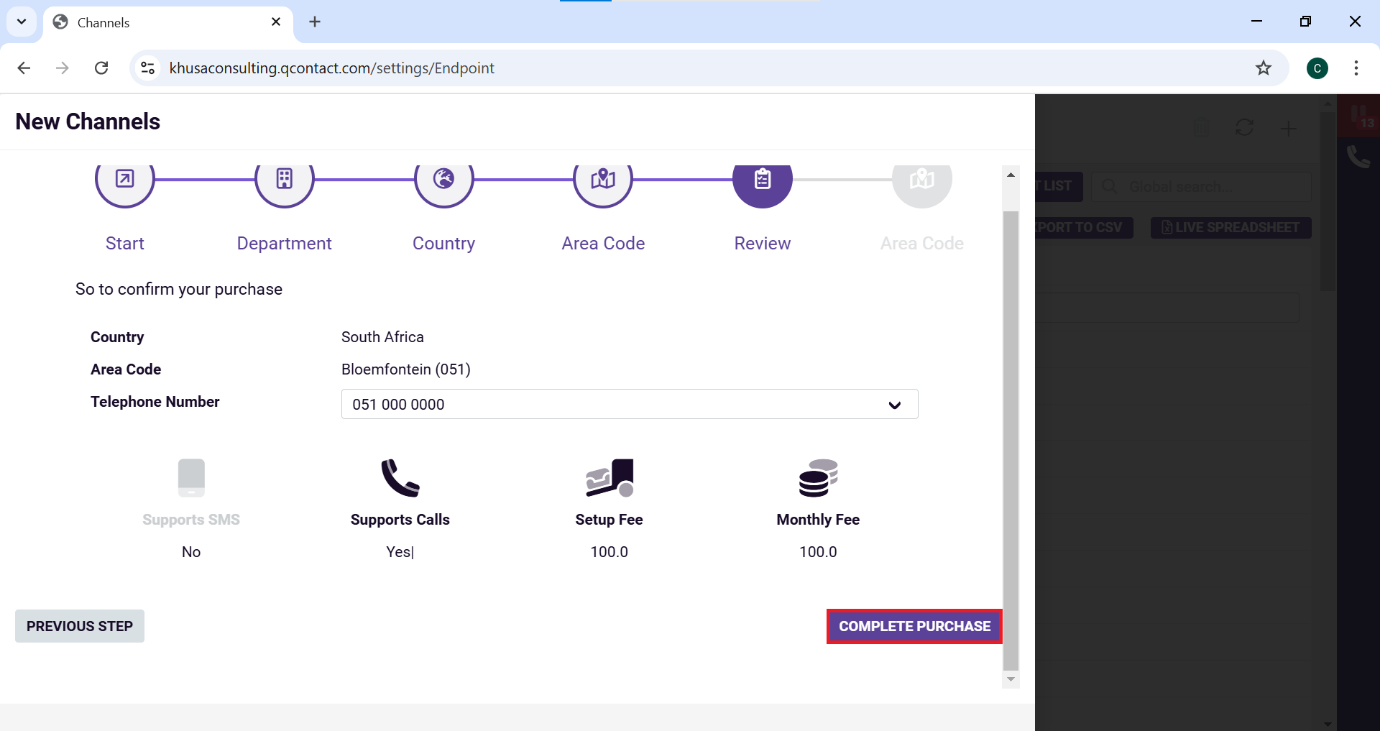 Channels
khusaconsulting.qcontact.com/settings/Endpoint
C
New Channels
13
T LIST
Global search...
Start
Department
Country
Area Code
Review
Area Code
PORT TO CSV
LIVE SPREADSHEET
So to confirm your purchase
Country
South Africa
Area Code
Bloemfontein (051)
Telephone Number
051 000 0000
Supports SMS
Supports Calls
Setup Fee
Monthly Fee
No
Yes|
100.0
100.0
PREVIOUS STEP
COMPLETE PURCHASE